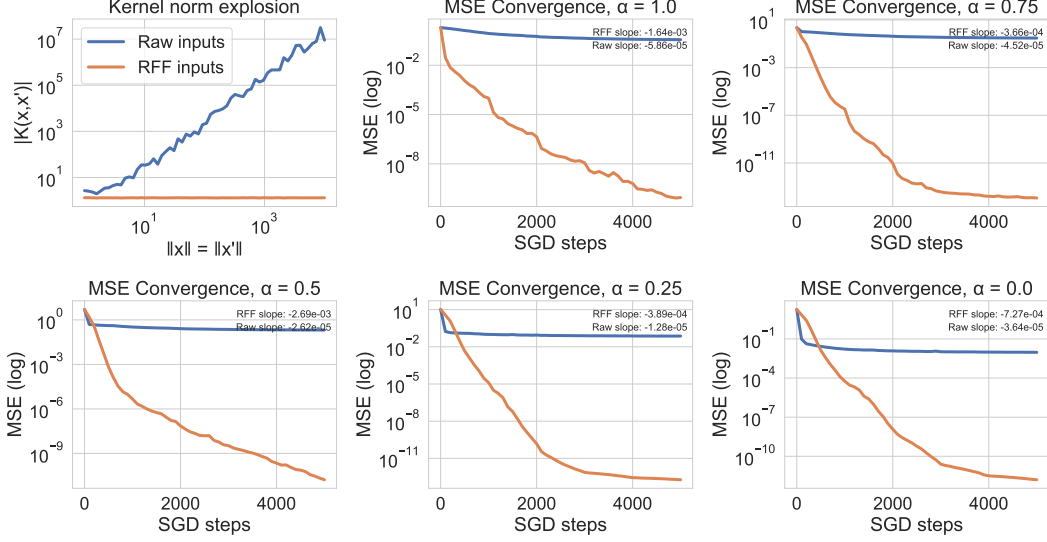 Kernel norm explosion
|K(x,x')|
10^7
10^5
10^3
10^1
Raw inputs
RFF inputs
10^1
10^3
‖x‖ = ‖x'‖
MSE Convergence, α = 1.0
MSE (log)
10^−2
10^−5
10^−8
RFF slope: -1.64e-03
Raw slope: -5.86e-05
0
2000
4000
SGD steps
MSE Convergence, α = 0.75
MSE (log)
10^1
10^−3
10^−7
10^−11
RFF slope: -3.66e-04
Raw slope: -4.52e-05
0
2000
4000
SGD steps
MSE Convergence, α = 0.5
MSE (log)
10^0
10^−3
10^−6
10^−9
RFF slope: -2.69e-03
Raw slope: -2.62e-05
0
2000
4000
SGD steps
MSE Convergence, α = 0.25
MSE (log)
10^1
10^−2
10^−5
10^−8
10^−11
RFF slope: -3.89e-04
Raw slope: -1.28e-05
0
2000
4000
SGD steps
MSE Convergence, α = 0.0
MSE (log)
10^−1
10^−4
10^−7
10^−10
RFF slope: -7.27e-04
Raw slope: -3.64e-05
0
2000
4000
SGD steps